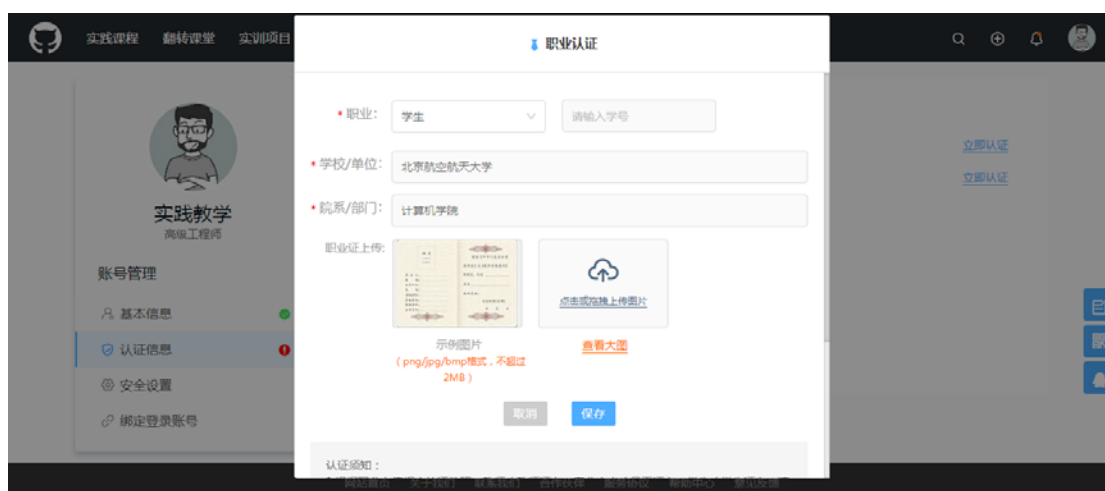 实践课程 翻转课堂 实训项目
职业认证
职业: 学生 请输入学号
学校/单位: 北京航空航天大学
院系/部门: 计算机学院
职业证上传:
点击或拖拽上传图片
示例图片 查看大图
(png/jpg/bmp格式，不超过
2MB)
取消 保存
认证须知：
立即认证
立即认证
实践教学
高级工程师
账号管理
基本信息
认证信息
安全设置
绑定登录账号
网站首页 关于我们 联系我们 合作伙伴 服务协议 帮助中心 意见反馈